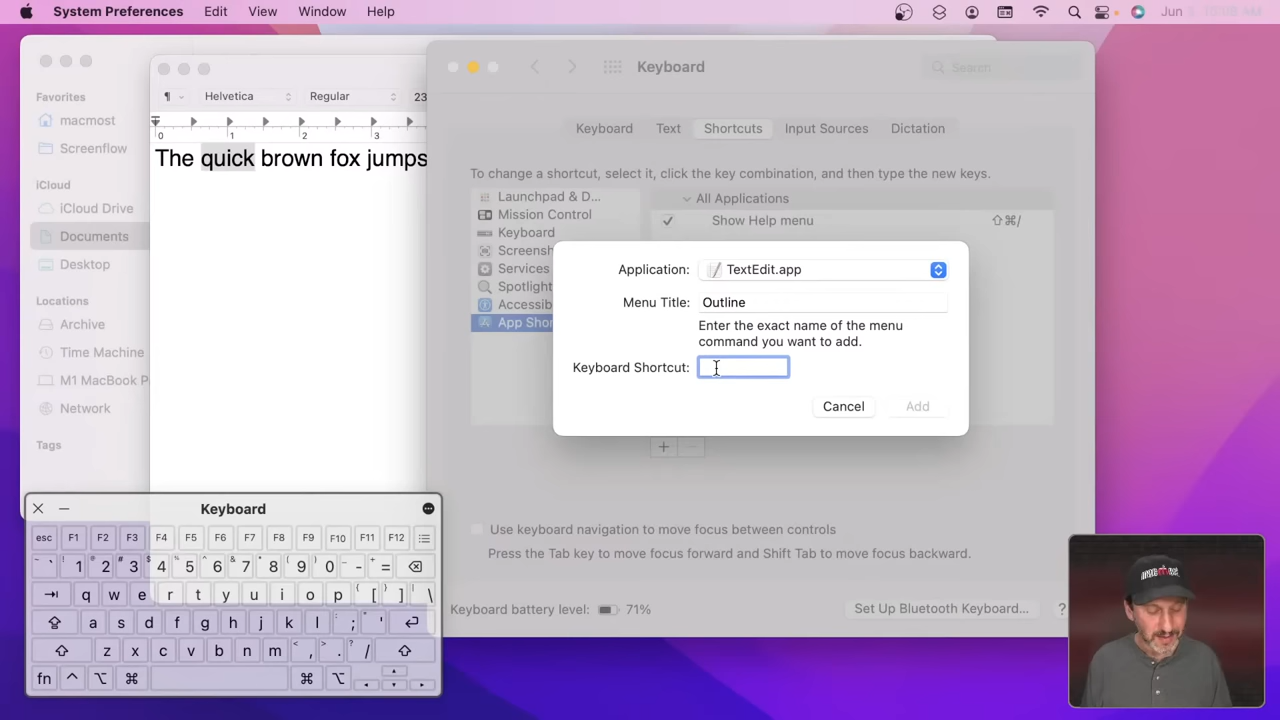 System Preferences Edit View Window Help Jun
Keyboard
Search
Favorites
macmost
Screenflow
iCloud
iCloud Drive
Documents
Desktop
Locations
Archive
Time Machine
M1 MacBook P
Network
Tags
¶ Helvetica Regular 23
0 1 2 3
The quick brown fox jumps
Keyboard Text Shortcuts Input Sources Dictation
To change a shortcut, select it, click the key combination, and then type the new keys.
Launchpad & D...
Mission Control
Keyboard
Screensh
Services
Spotlight
Accessib
App Shor
All Applications
Show Help menu ⇧⌘/
Application: TextEdit.app
Menu Title: Outline
Enter the exact name of the menu
command you want to add.
Keyboard Shortcut:
Cancel Add
+ −
Use keyboard navigation to move focus between controls
Press the Tab key to move focus forward and Shift Tab to move focus backward.
Keyboard battery level: 71% Set Up Bluetooth Keyboard... ?
Keyboard
esc F1 F2 F3 F4 F5 F6 F7 F8 F9 F10 F11 F12
~ ` ! 1 @ 2 # 3 $ 4 % 5 ^ 6 & 7 * 8 ( 9 ) 0 _ - + = ⌫
⇥ q w e r t y u i o p { [ } ] | \
⇪ a s d f g h j k l : ; " ' ↩
⇧ z x c v b n m < , > . ? / ⇧
fn ⌃ ⌥ ⌘ ⌘ ⌥